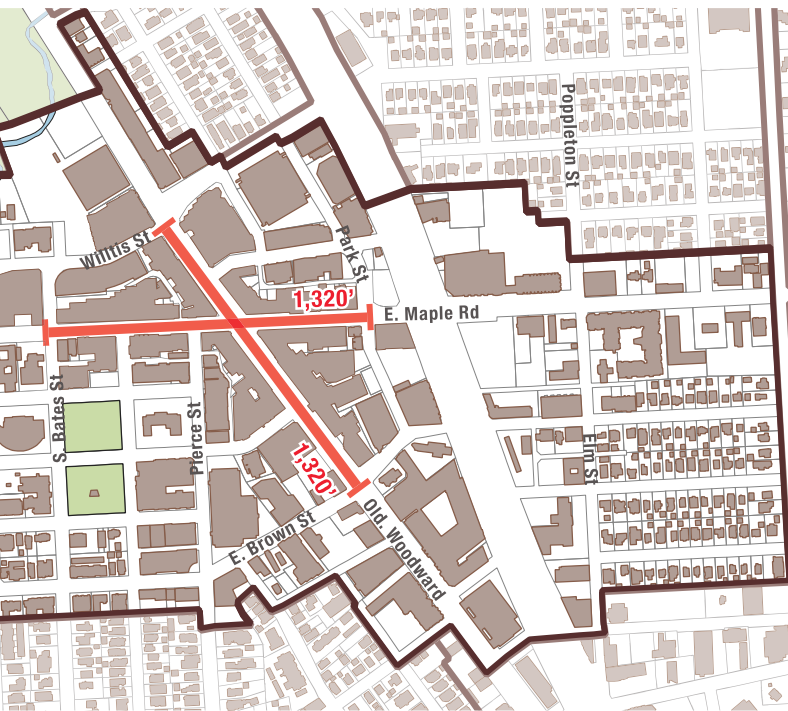 Poppleton St
Willits St
Park St
1,320'
E. Maple Rd
S. Bates St
Pierce St
1,320'
Elm St
E. Brown St
Old. Woodward